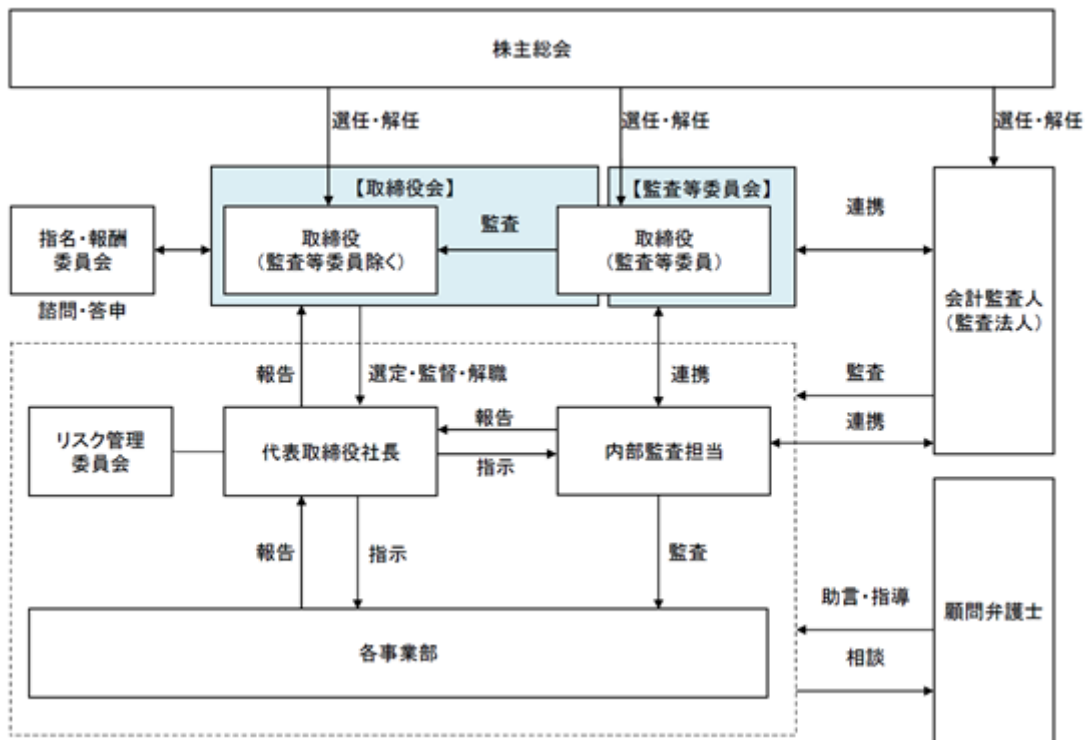 株主総会
選任・解任
選任・解任
選任・解任
【取締役会】
【監査等委員会】
指名・報酬
委員会
諮問・答申
取締役
(監査等委員除く)
監査
取締役
(監査等委員)
連携
会計監査人
(監査法人)
報告
選定・監督・解職
連携
監査
連携
リスク管理
委員会
代表取締役社長
報告
指示
内部監査担当
報告
指示
監査
各事業部
助言・指導
相談
顧問弁護士